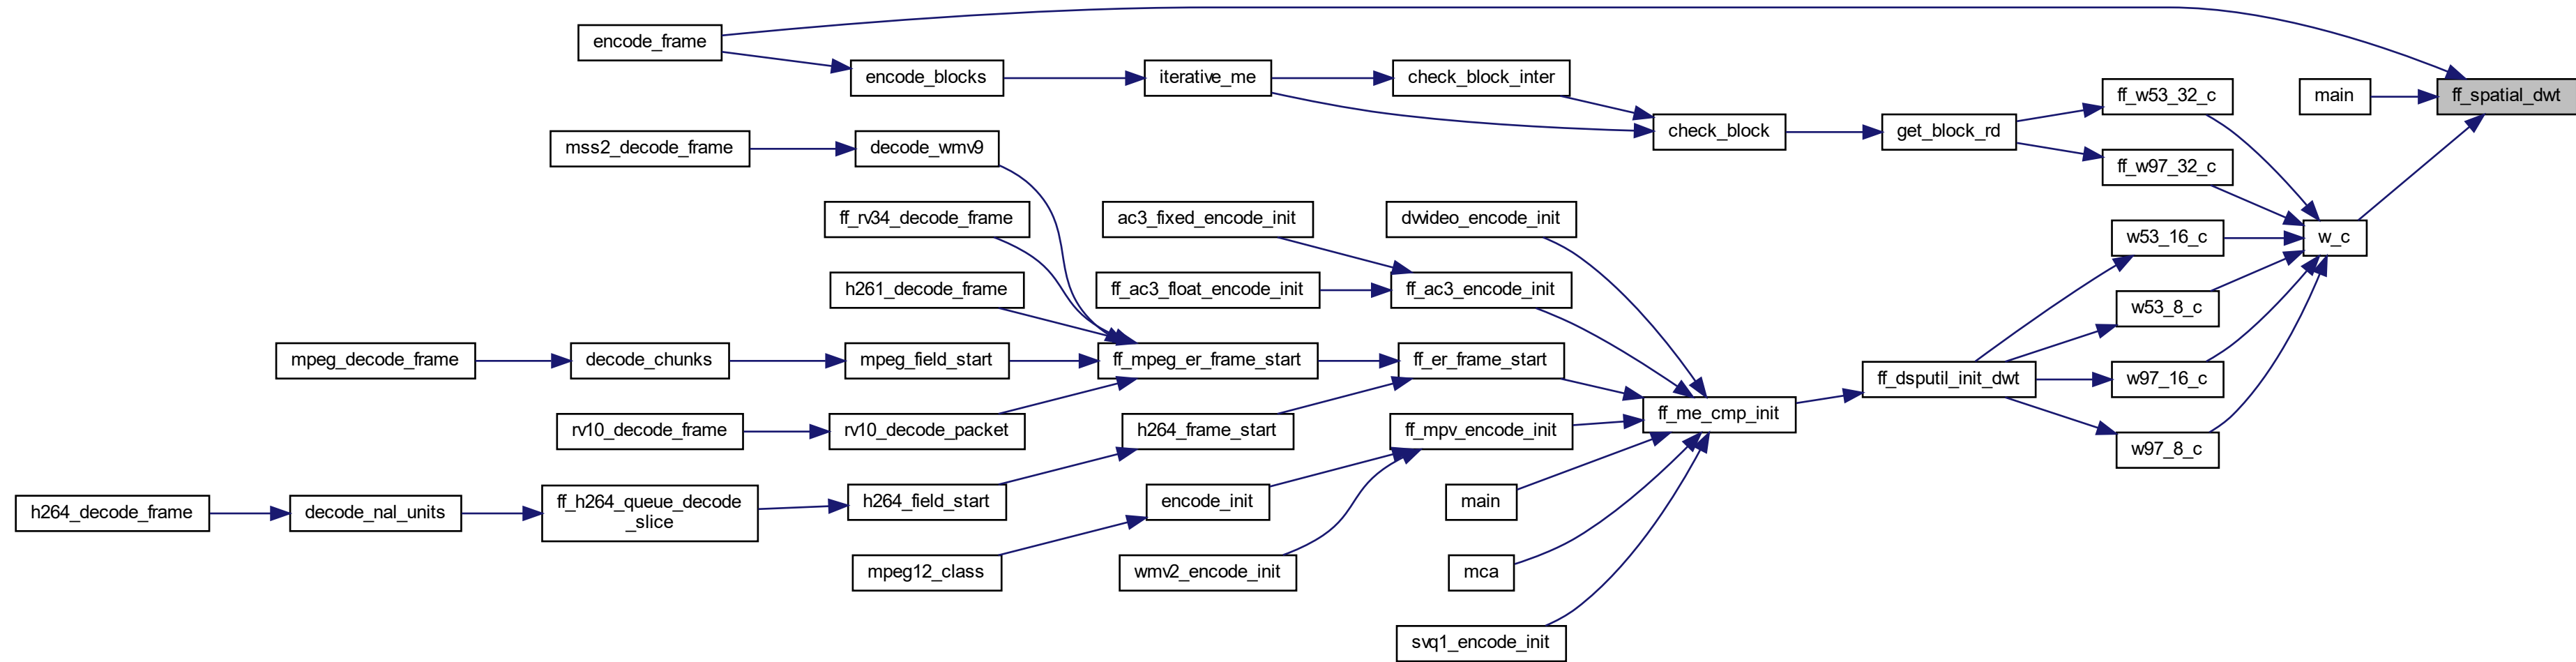 encode_frame
encode_blocks
iterative_me
check_block_inter
ff_w53_32_c
main
ff_spatial_dwt
check_block
get_block_rd
mss2_decode_frame
decode_wmv9
ff_w97_32_c
ff_rv34_decode_frame
ac3_fixed_encode_init
dwideo_encode_init
w53_16_c
w_c
h261_decode_frame
ff_ac3_float_encode_init
ff_ac3_encode_init
w53_8_c
mpeg_decode_frame
decode_chunks
mpeg_field_start
ff_mpeg_er_frame_start
ff_er_frame_start
ff_dsputil_init_dwt
w97_16_c
ff_me_cmp_init
rv10_decode_frame
rv10_decode_packet
h264_frame_start
ff_mpv_encode_init
w97_8_c
h264_decode_frame
decode_nal_units
ff_h264_queue_decode
_slice
h264_field_start
encode_init
main
mpeg12_class
wmv2_encode_init
mca
svq1_encode_init